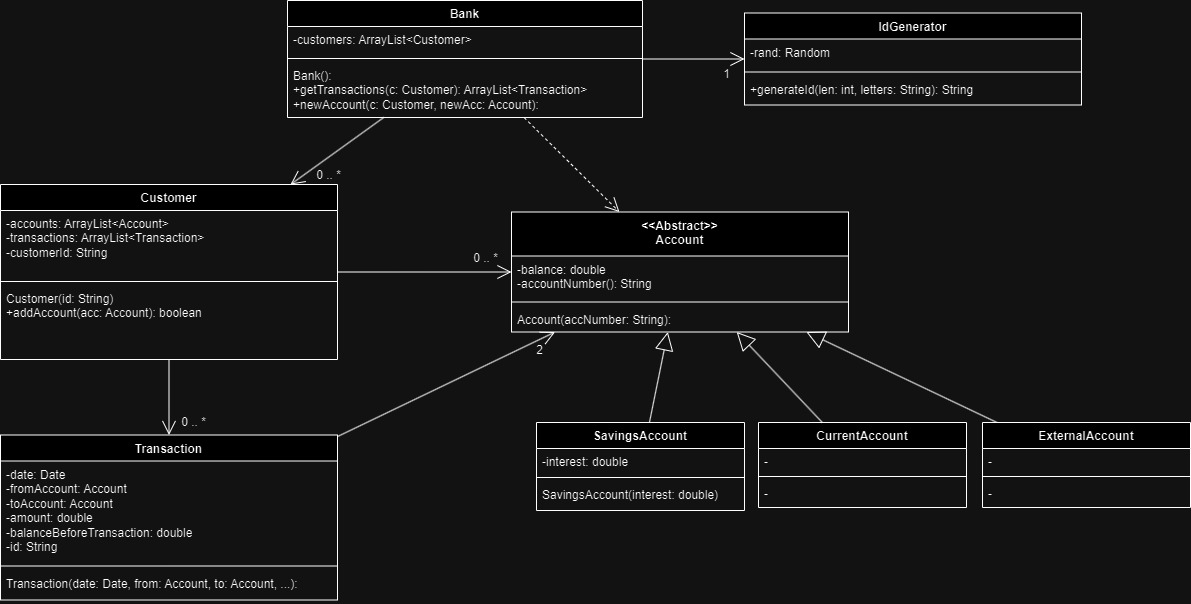 Bank
-customers: ArrayList<Customer>
Bank():
+getTransactions(c: Customer): ArrayList<Transaction>
+newAccount(c: Customer, newAcc: Account):
IdGenerator
-rand: Random
+generateId(len: int, letters: String): String
1
0 .. *
Customer
-accounts: ArrayList<Account>
-transactions: ArrayList<Transaction>
-customerId: String
Customer(id: String)
+addAccount(acc: Account): boolean
0 .. *
<<Abstract>>
Account
-balance: double
-accountNumber(): String
Account(accNumber: String):
2
0 .. *
Transaction
-date: Date
-fromAccount: Account
-toAccount: Account
-amount: double
-balanceBeforeTransaction: double
-id: String
Transaction(date: Date, from: Account, to: Account, ...):
SavingsAccount
-interest: double
SavingsAccount(interest: double)
CurrentAccount
-
-
ExternalAccount
-
-